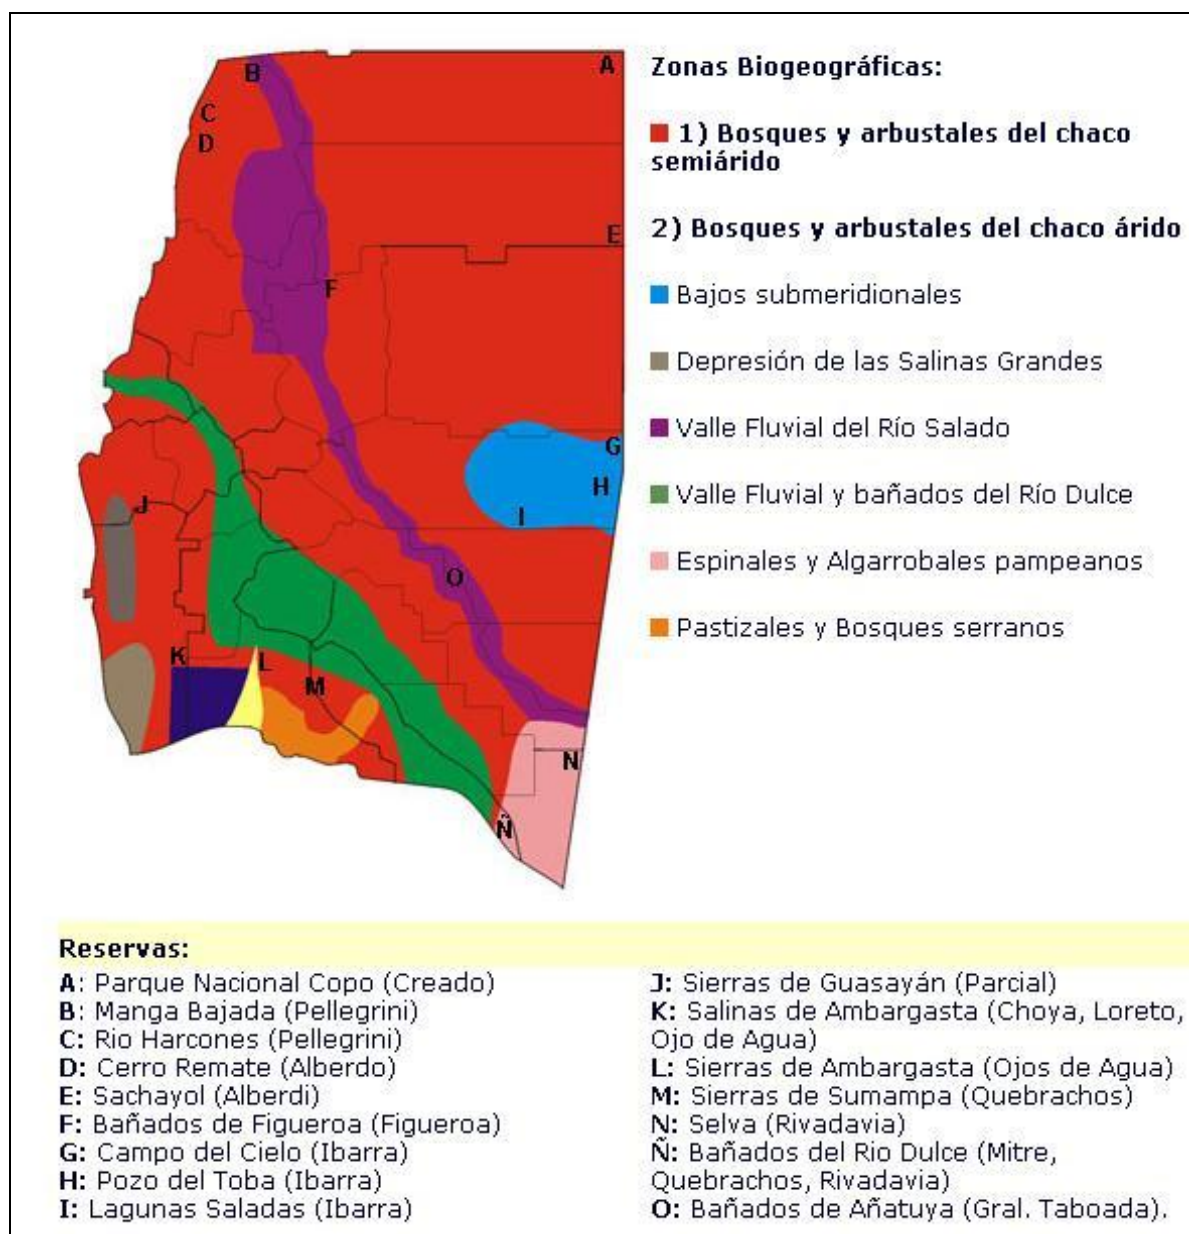 B
A
C
D
E
F
G
H
J
I
O
K
L
M
N
Ñ
Zonas Biogeográficas:
1) Bosques y arbustales del chaco
semiárido
2) Bosques y arbustales del chaco árido
Bajos submeridionales
Depresión de las Salinas Grandes
Valle Fluvial del Río Salado
Valle Fluvial y bañados del Río Dulce
Espinales y Algarrobales pampeanos
Pastizales y Bosques serranos
Reservas:
A: Parque Nacional Copo (Creado)
B: Manga Bajada (Pellegrini)
C: Rio Harcones (Pellegrini)
D: Cerro Remate (Alberdo)
E: Sachayol (Alberdi)
F: Bañados de Figueroa (Figueroa)
G: Campo del Cielo (Ibarra)
H: Pozo del Toba (Ibarra)
I: Lagunas Saladas (Ibarra)
J: Sierras de Guasayán (Parcial)
K: Salinas de Ambargasta (Choya, Loreto,
Ojo de Agua)
L: Sierras de Ambargasta (Ojos de Agua)
M: Sierras de Sumampa (Quebrachos)
N: Selva (Rivadavia)
Ñ: Bañados del Rio Dulce (Mitre,
Quebrachos, Rivadavia)
O: Bañados de Añatuya (Gral. Taboada).